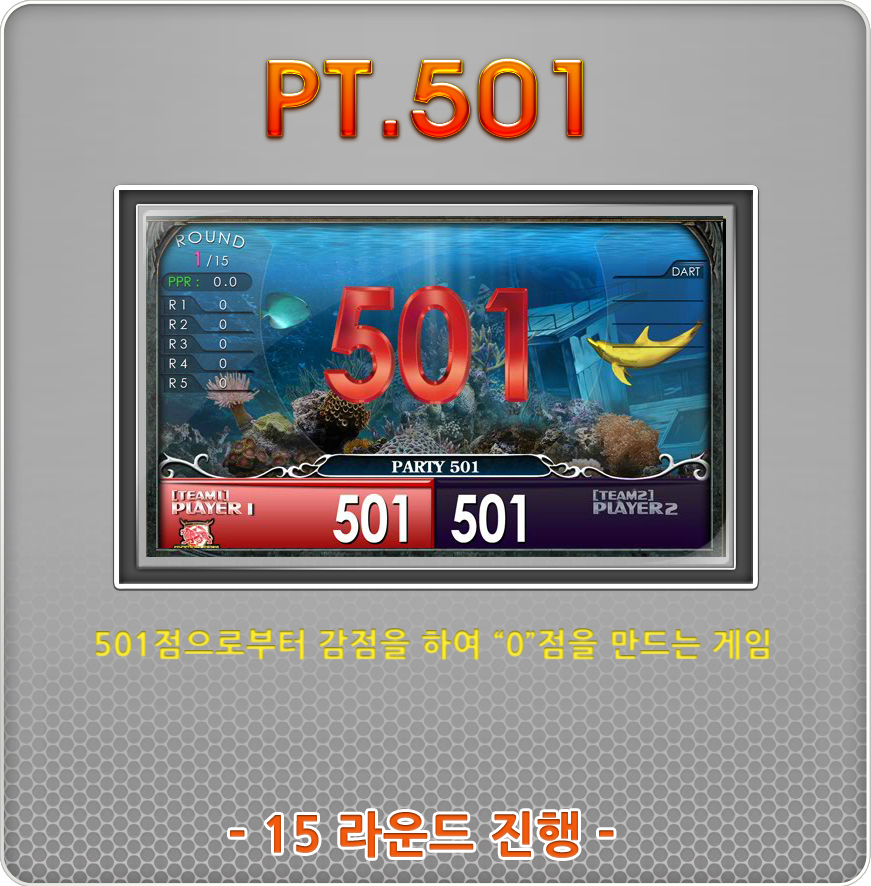 PT.501
ROUND
1/15
PPR : 0.0
R1 0
R2 0
R3 0
R4 0
R5 0
DART
501
PARTY 501
[TEAM1]
PLAYER 1
501
501
[TEAM2]
PLAYER 2
501점으로부터 감점을 하여 “0”점을 만드는 게임
- 15 라운드 진행 -